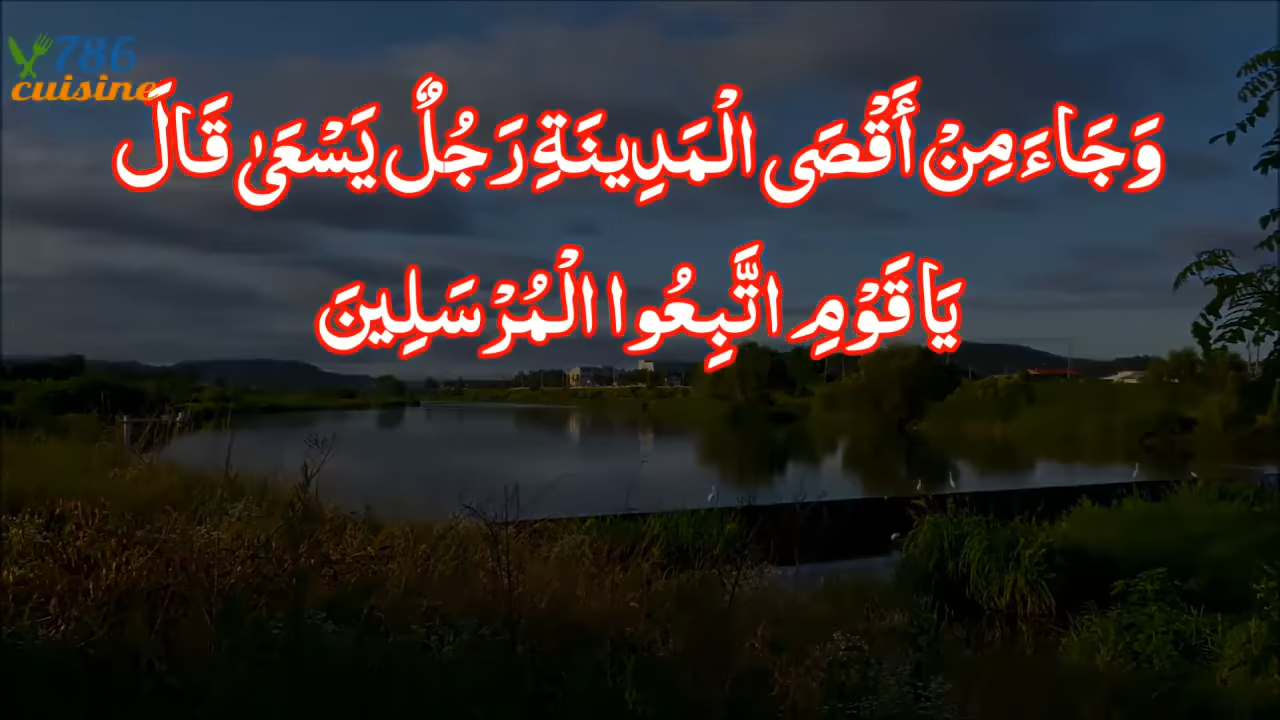 786
cuisine
وَجَاءَ مِنْ أَقْصَى الْمَدِينَةِ رَجُلٌ يَسْعَىٰ قَالَ
يَا قَوْمِ اتَّبِعُوا الْمُرْسَلِينَ